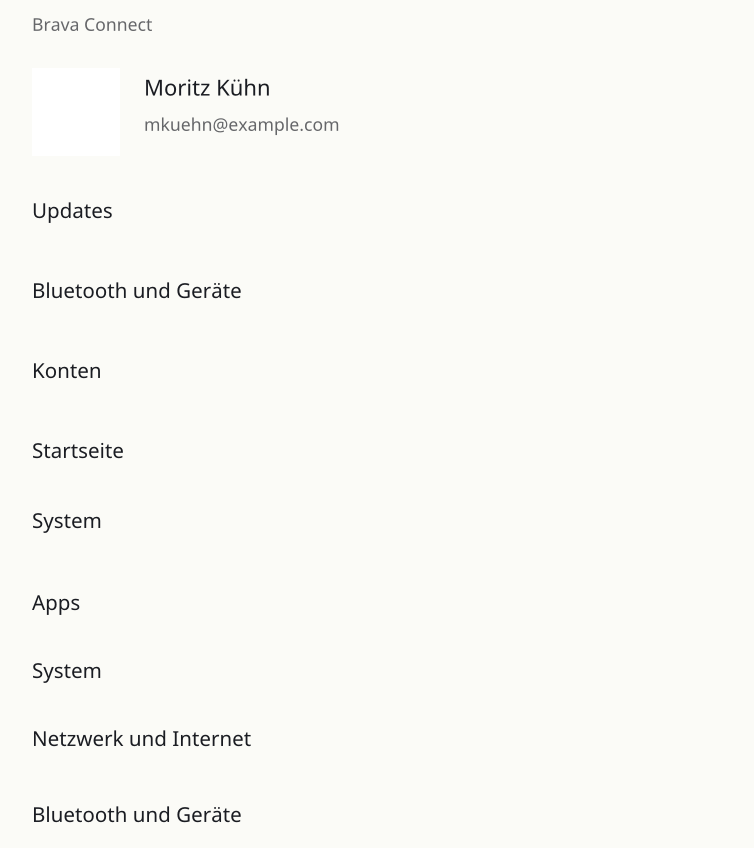 Brava Connect
Moritz Kühn
mkuehn@example.com
Updates
Bluetooth und Geräte
Konten
Startseite
System
Apps
System
Netzwerk und Internet
Bluetooth und Geräte